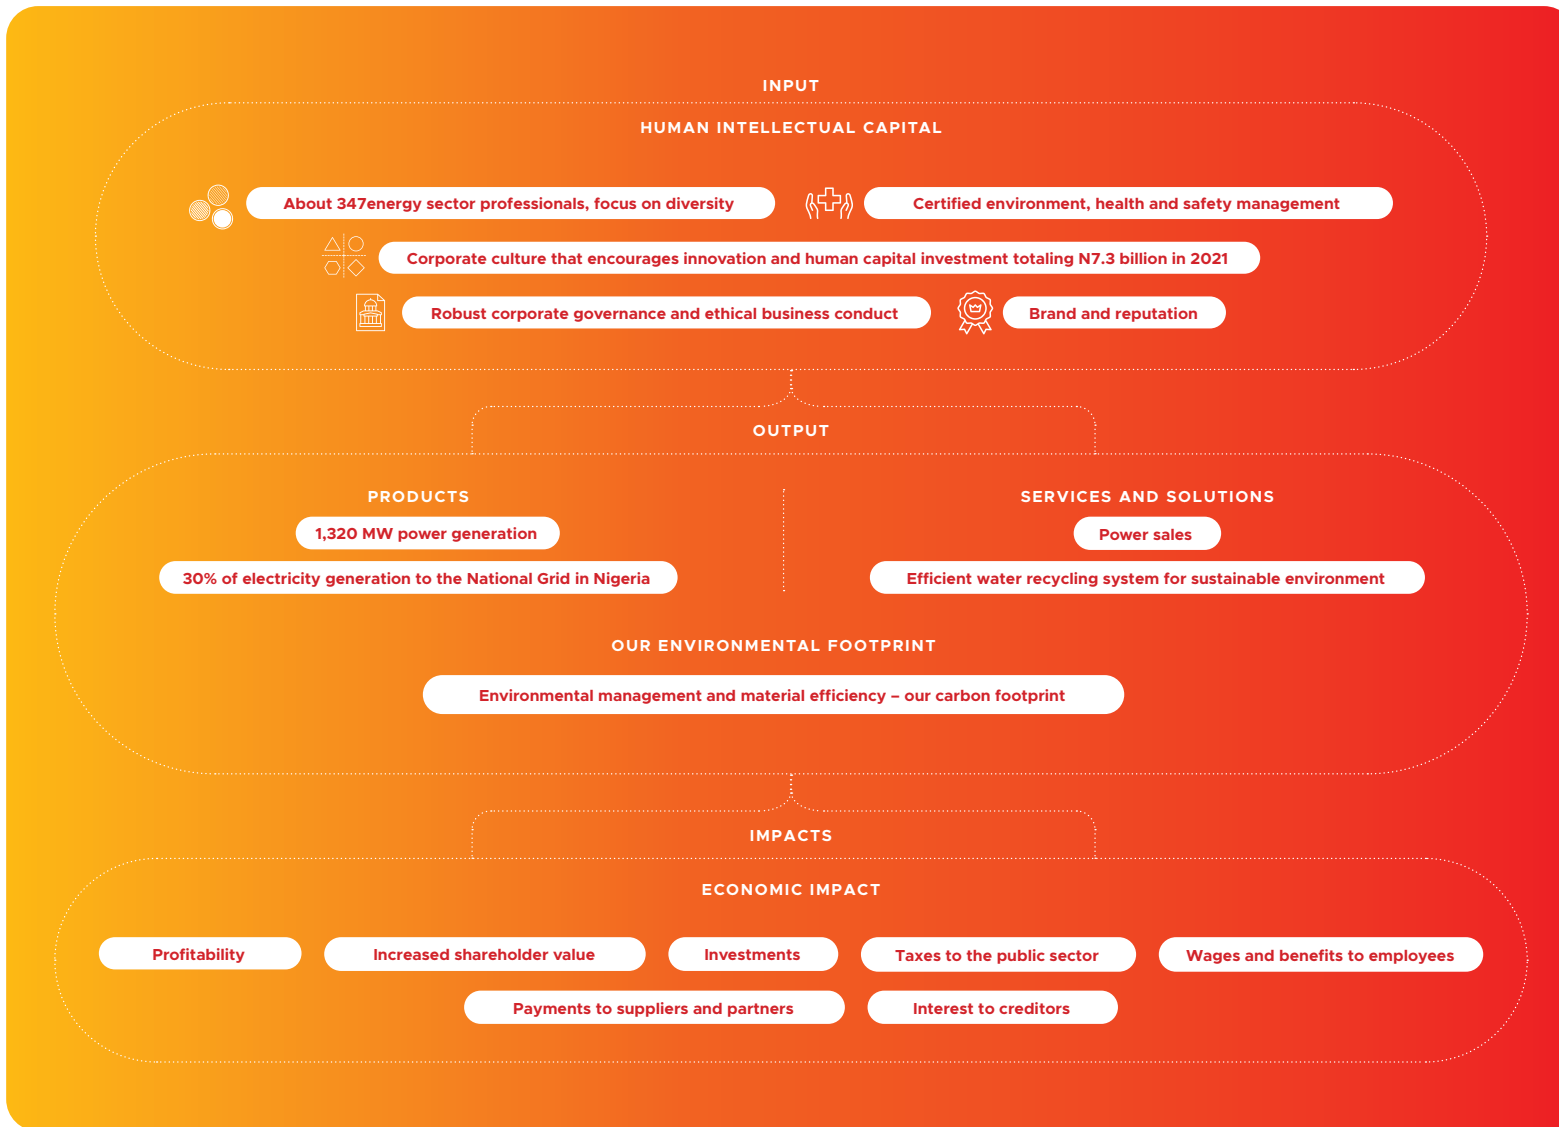 INPUT
HUMAN INTELLECTUAL CAPITAL
About 347energy sector professionals, focus on diversity
Certified environment, health and safety management
Corporate culture that encourages innovation and human capital investment totaling N7.3 billion in 2021
Robust corporate governance and ethical business conduct
Brand and reputation
OUTPUT
PRODUCTS
1,320 MW power generation
30% of electricity generation to the National Grid in Nigeria
SERVICES AND SOLUTIONS
Power sales
Efficient water recycling system for sustainable environment
OUR ENVIRONMENTAL FOOTPRINT
Environmental management and material efficiency – our carbon footprint
IMPACTS
ECONOMIC IMPACT
Profitability
Increased shareholder value
Investments
Taxes to the public sector
Wages and benefits to employees
Payments to suppliers and partners
Interest to creditors